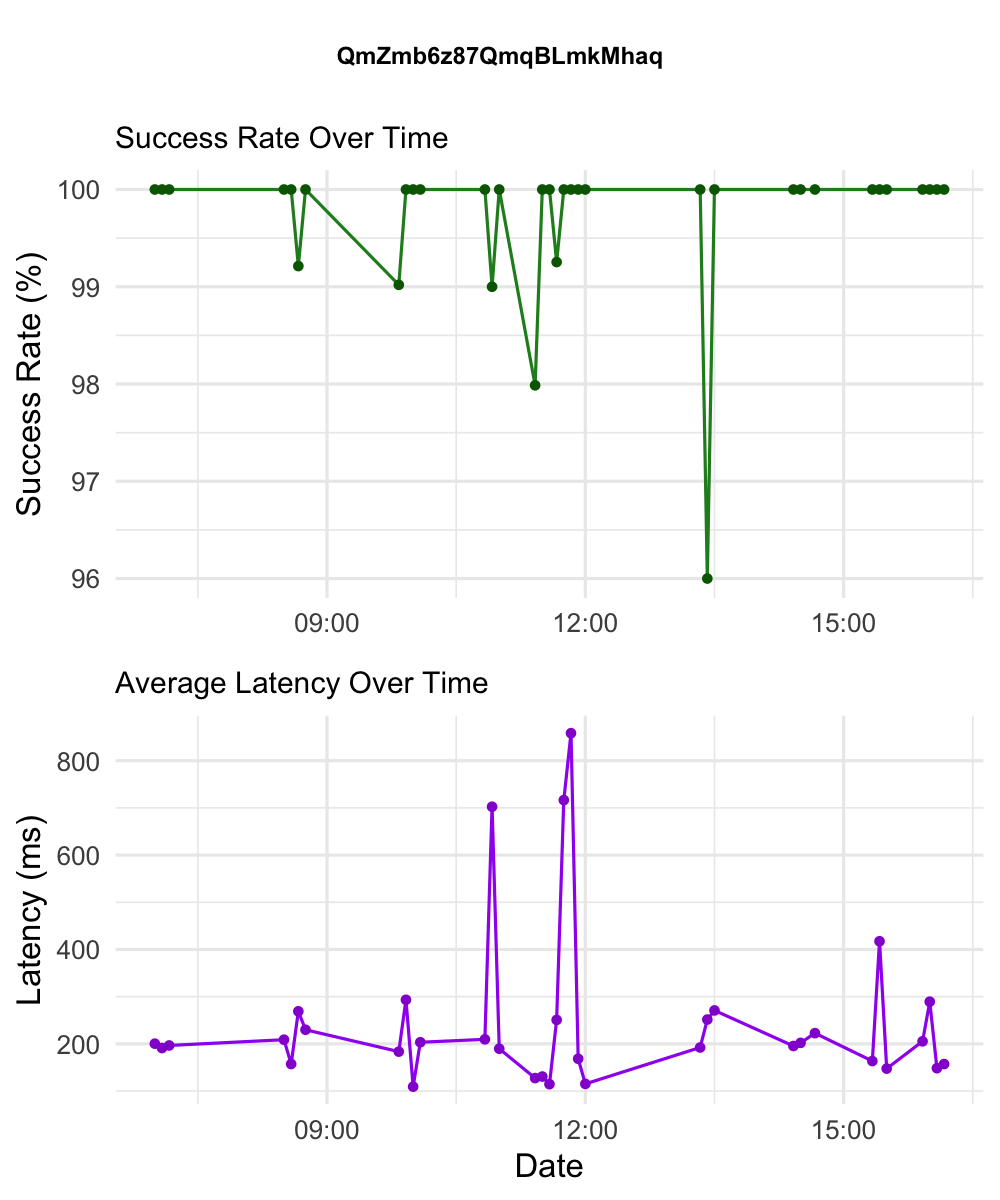 QmZmb6z87QmqBLmkMhaq
Success Rate Over Time
Success Rate (%)
100
99
98
97
96
09:00 12:00 15:00
Average Latency Over Time
Latency (ms)
800
600
400
200
09:00 12:00 15:00
Date